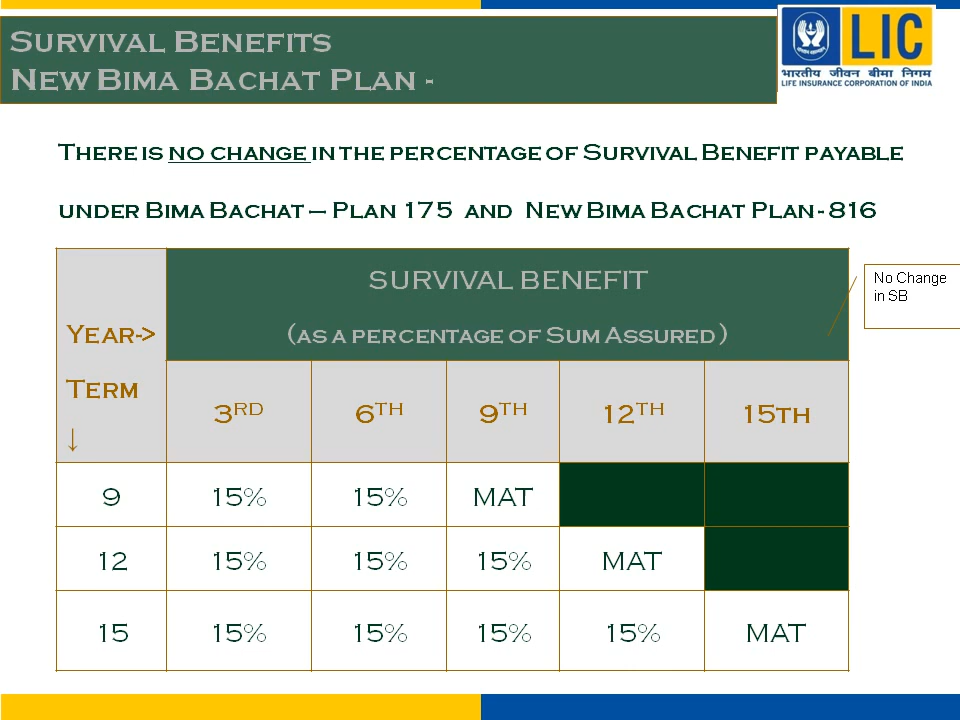 Survival Benefits
New Bima Bachat Plan -
LIC
भारतीय जीवन बीमा निगम
LIFE INSURANCE CORPORATION OF INDIA
There is no change in the percentage of Survival Benefit payable
under Bima Bachat – Plan 175 and New Bima Bachat Plan- 816
SURVIVAL BENEFIT
(as a percentage of Sum Assured )
No Change
in SB
Year->
Term
↓
3RD 6TH 9TH 12TH 15TH
9 15% 15% MAT
12 15% 15% 15% MAT
15 15% 15% 15% 15% MAT